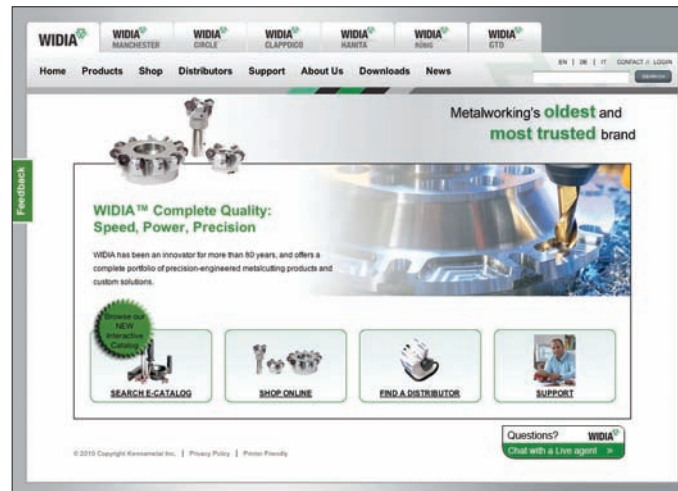 WIDIA
WIDIA MANCHESTER
WIDIA CIRCLE
WIDIA CLAPPDICO
WIDIA HANITA
WIDIA RÜBIG
WIDIA GTD
EN | DE | IT CONTACT // LOGIN
Home Products Shop Distributors Support About Us Downloads News
SEARCH
Metalworking's oldest and
most trusted brand
Feedback
WIDIA™ Complete Quality:
Speed, Power, Precision
WIDIA has been an innovator for more than 80 years, and offers a
complete portfolio of precision-engineered metalcutting products and
custom solutions.
Browse our
NEW
Interactive
Catalog
SEARCH E-CATALOG
SHOP ONLINE
FIND A DISTRIBUTOR
SUPPORT
Questions? WIDIA
Chat with a Live agent »
© 2010 Copyright Kennametal Inc. | Privacy Policy | Printer Friendly